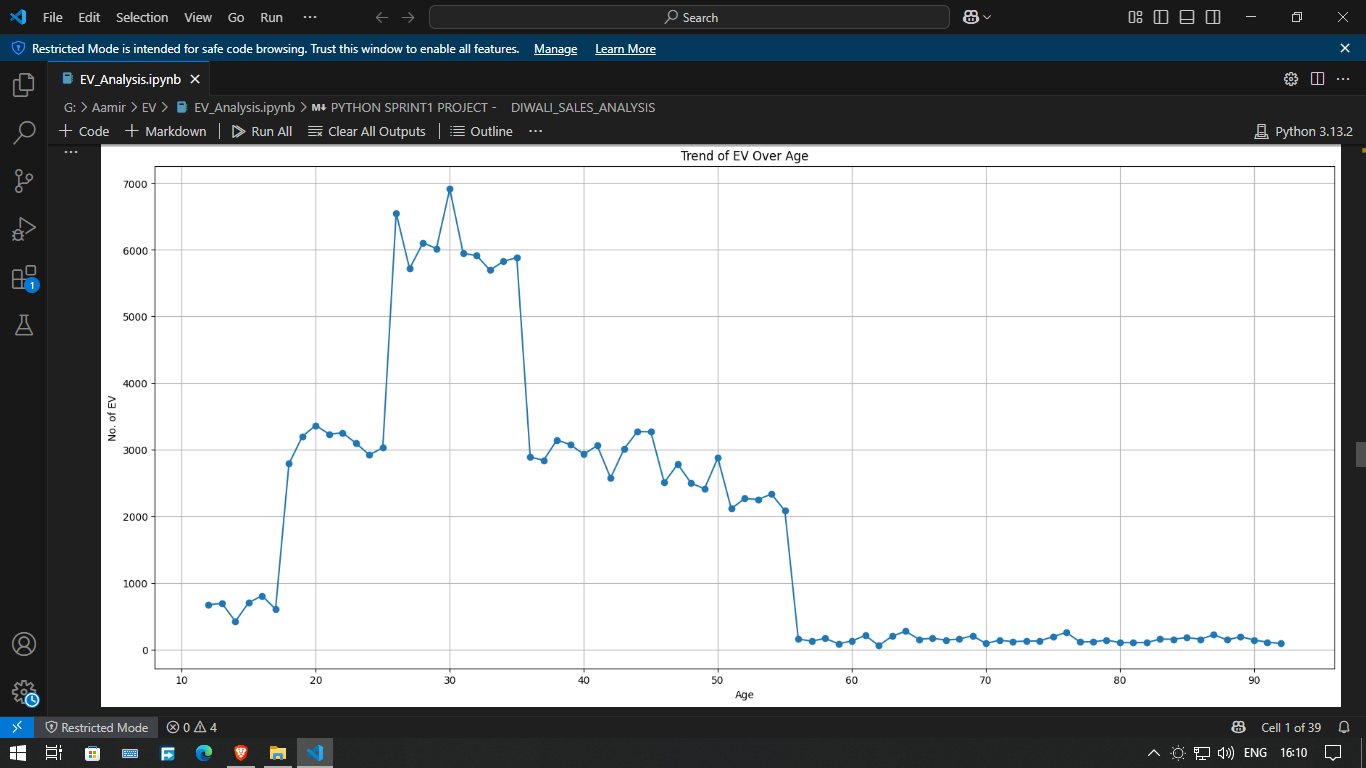 File Edit Selection View Go Run ··· Search
Restricted Mode is intended for safe code browsing. Trust this window to enable all features. Manage Learn More
EV_Analysis.ipynb
G: > Aamir > EV > EV_Analysis.ipynb > M↓ PYTHON SPRINT1 PROJECT - DIWALI_SALES_ANALYSIS
+ Code + Markdown Run All Clear All Outputs Outline ··· Python 3.13.2
Trend of EV Over Age
7000
6000
5000
4000
3000
2000
1000
0
No. of EV
10 20 30 40 50 60 70 80 90
Age
1
Restricted Mode 0 4 Cell 1 of 39
ENG 16:10